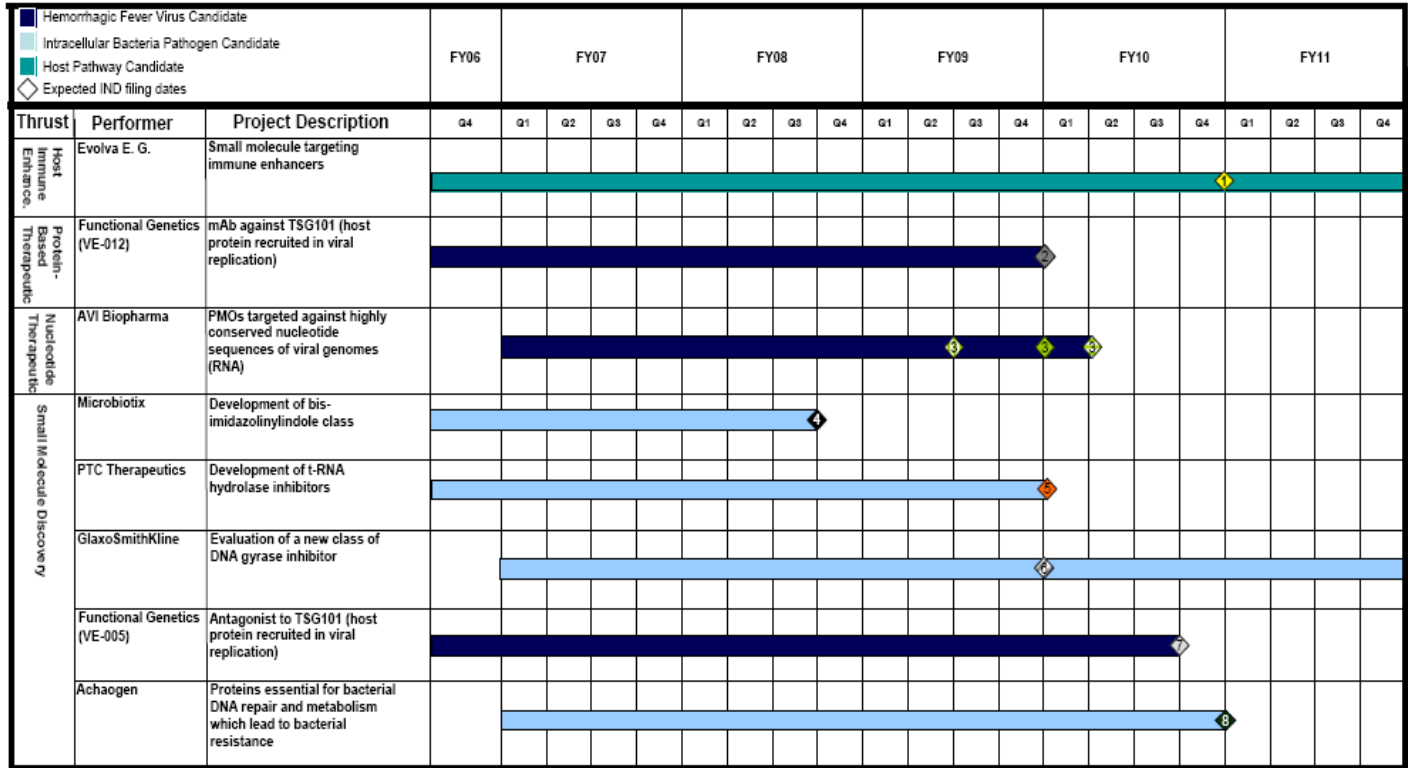 Hemorrhagic Fever Virus Candidate
Intracellular Bacteria Pathogen Candidate
Host Pathway Candidate
Expected IND filing dates
FY06 FY07 FY08 FY09 FY10 FY11
Thrust Performer Project Description Q4 Q1 Q2 Q3 Q4 Q1 Q2 Q3 Q4 Q1 Q2 Q3 Q4 Q1 Q2 Q3 Q4 Q1 Q2 Q3 Q4
Host
Immune
Enhance.
Evolva E. G.
Small molecule targeting
immune enhancers
1
Protein-
Based
Therapeutic
Functional Genetics
(VE-012)
mAb against TSG101 (host
protein recruited in viral
replication)
2
Nucleotide
Therapeutic
AVI Biopharma
PMOs targeted against highly
conserved nucleotide
sequences of viral genomes
(RNA)
3 3 3
Small Molecule Discovery
Microbiotix
Development of bis-
imidazolinylindole class
4
PTC Therapeutics
Development of t-RNA
hydrolase inhibitors
5
GlaxoSmithKline
Evaluation of a new class of
DNA gyrase inhibitor
6
Functional Genetics
(VE-005)
Antagonist to TSG101 (host
protein recruited in viral
replication)
7
Achaogen
Proteins essential for bacterial
DNA repair and metabolism
which lead to bacterial
resistance
8